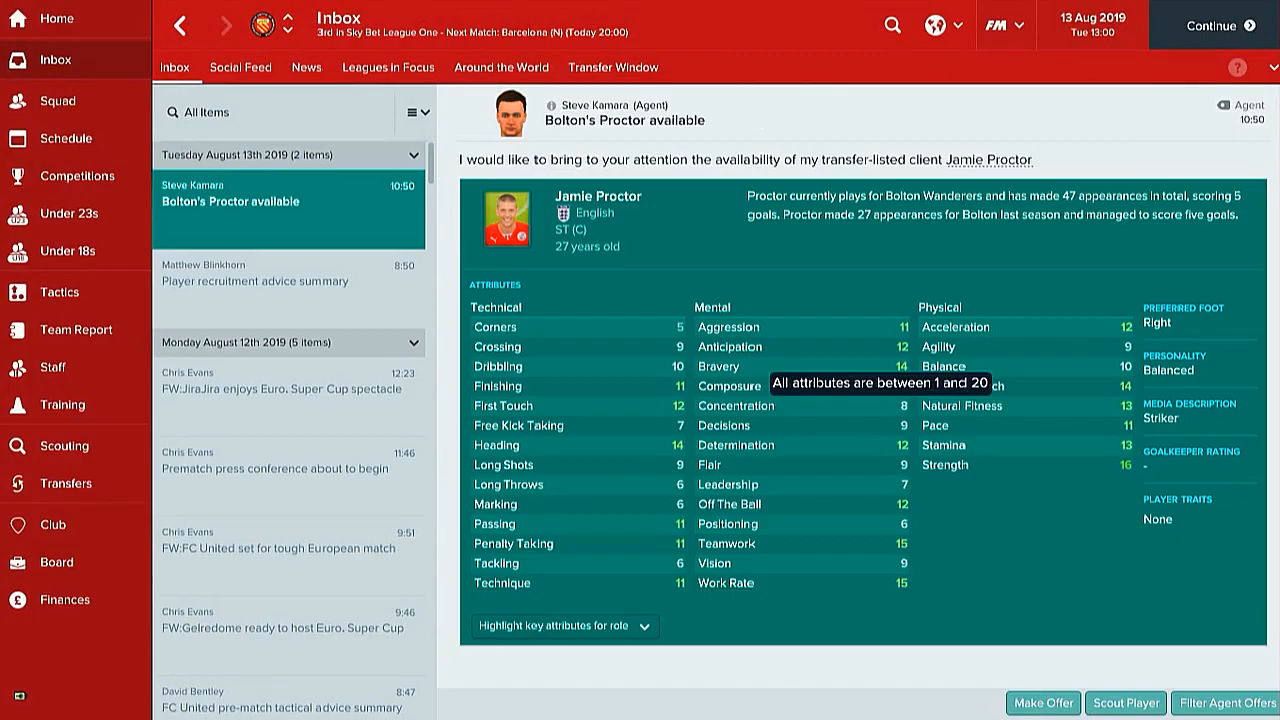 Home
Inbox
Squad
Schedule
Competitions
Under 23s
Under 18s
Tactics
Team Report
Staff
Training
Scouting
Transfers
Club
Board
Finances
Inbox
3rd in Sky Bet League One - Next Match: Barcelona (N) (Today 20:00)
FM
13 Aug 2019
Tue 13:00
Continue
Inbox Social Feed News Leagues in Focus Around the World Transfer Window
?
All Items
Tuesday August 13th 2019 (2 items)
Steve Kamara 10:50
Bolton's Proctor available
Matthew Blinkhorn 8:50
Player recruitment advice summary
Monday August 12th 2019 (5 items)
Chris Evans 12:23
FW:JiraJira enjoys Euro. Super Cup spectacle
Chris Evans 11:46
Prematch press conference about to begin
Chris Evans 9:51
FW:FC United set for tough European match
Chris Evans 9:46
FW:Gelredome ready to host Euro. Super Cup
David Bentley 8:47
FC United pre-match tactical advice summary
Steve Kamara (Agent)
Bolton's Proctor available
Agent
10:50
I would like to bring to your attention the availability of my transfer-listed client Jamie Proctor
Jamie Proctor
English
ST (C)
27 years old
Proctor currently plays for Bolton Wanderers and has made 47 appearances in total, scoring 5
goals. Proctor made 27 appearances for Bolton last season and managed to score five goals.
ATTRIBUTES
Technical
Corners 5
Crossing 9
Dribbling 10
Finishing 11
First Touch 12
Free Kick Taking 7
Heading 14
Long Shots 9
Long Throws 6
Marking 6
Passing 11
Penalty Taking 11
Tackling 6
Technique 11
Mental
Aggression 11
Anticipation 12
Bravery 14
Composure
Concentration 8
Decisions 9
Determination 12
Flair 9
Leadership 7
Off The Ball 12
Positioning 6
Teamwork 15
Vision 9
Work Rate 15
All attributes are between 1 and 20
Physical
Acceleration 12
Agility 9
Balance 10
ch 14
Natural Fitness 13
Pace 11
Stamina 13
Strength 16
PREFERRED FOOT
Right
PERSONALITY
Balanced
MEDIA DESCRIPTION
Striker
GOALKEEPER RATING
-
PLAYER TRAITS
None
Highlight key attributes for role
Make Offer Scout Player Filter Agent Offers